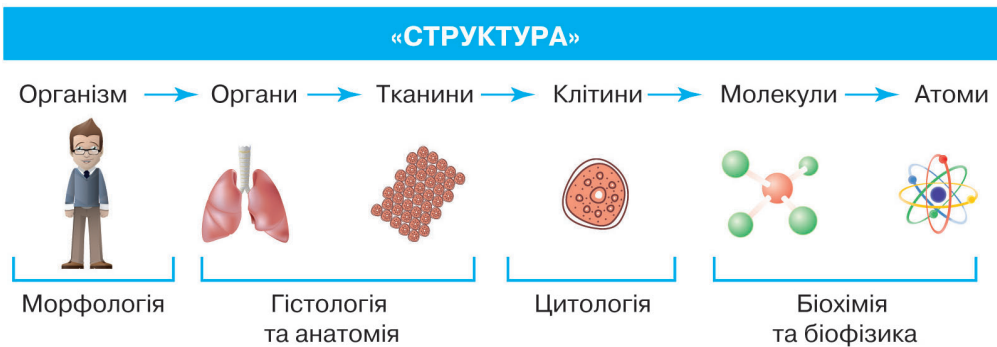 «СТРУКТУРА»
Організм Органи Тканини Клітини Молекули Атоми
Морфологія
Гістологія
та анатомія
Цитологія
Біохімія
та біофізика